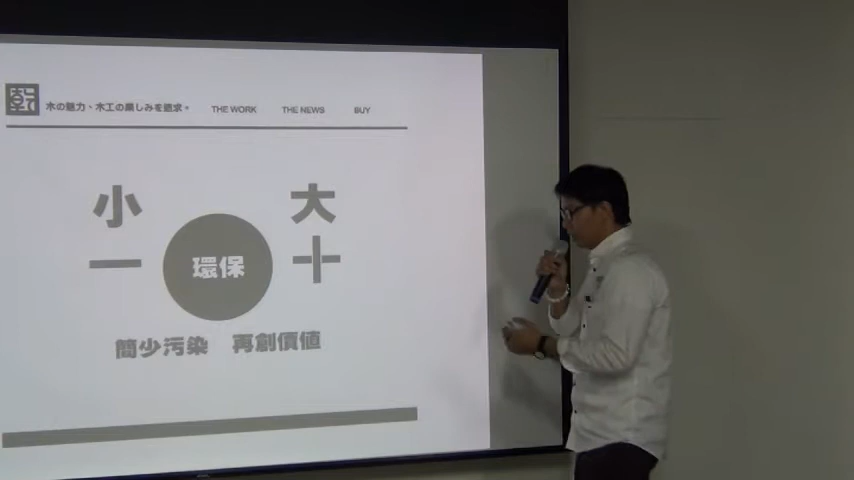 乾
木の魅力、木工の楽しみを追求。 THE WORK THE NEWS BUY
小 大
一 環保 十
簡少污染 再創價值